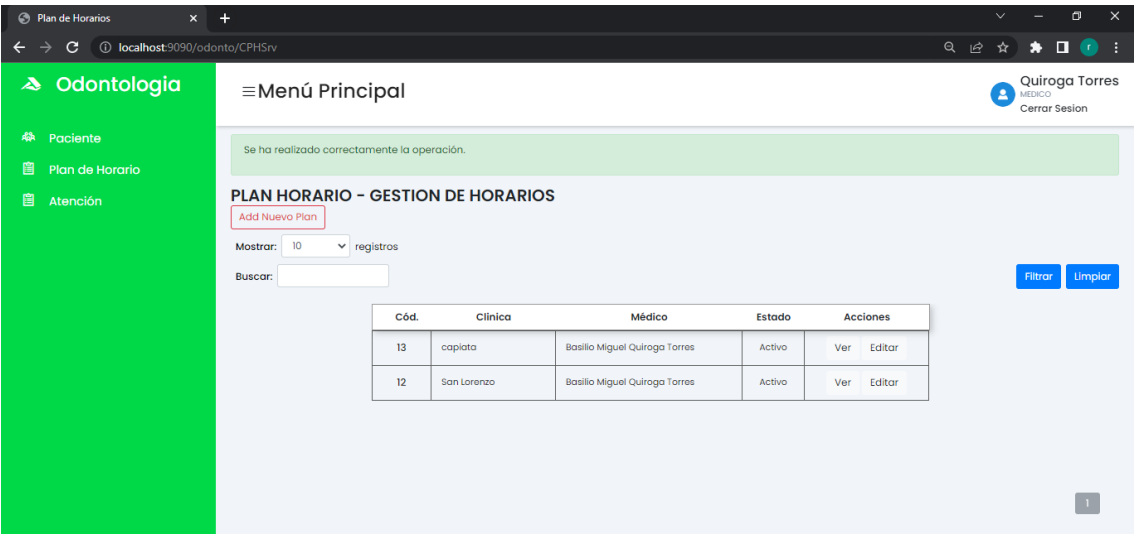 Plan de Horarios
localhost:9090/odonto/CPHSrv
r
Odontologia
Menú Principal
Quiroga Torres
MEDICO
Cerrar Sesion
Paciente
Plan de Horario
Atención
Se ha realizado correctamente la operación.
PLAN HORARIO - GESTION DE HORARIOS
Add Nuevo Plan
Mostrar: 10 registros
Buscar:
Filtrar Limpiar
Cód. Clinica Médico Estado Acciones
13 capiata Basilio Miguel Quiroga Torres Activo Ver Editar
12 San Lorenzo Basilio Miguel Quiroga Torres Activo Ver Editar
1